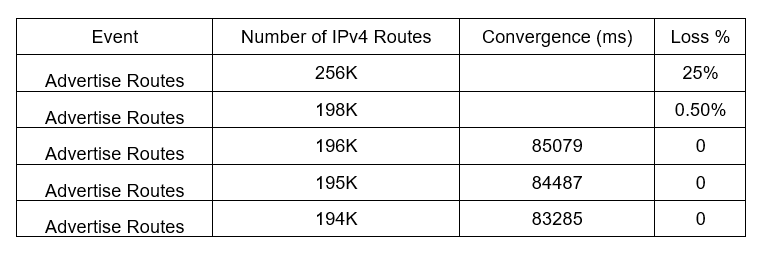 Event Number of IPv4 Routes Convergence (ms) Loss %
Advertise Routes 256K 25%
Advertise Routes 198K 0.50%
Advertise Routes 196K 85079 0
Advertise Routes 195K 84487 0
Advertise Routes 194K 83285 0